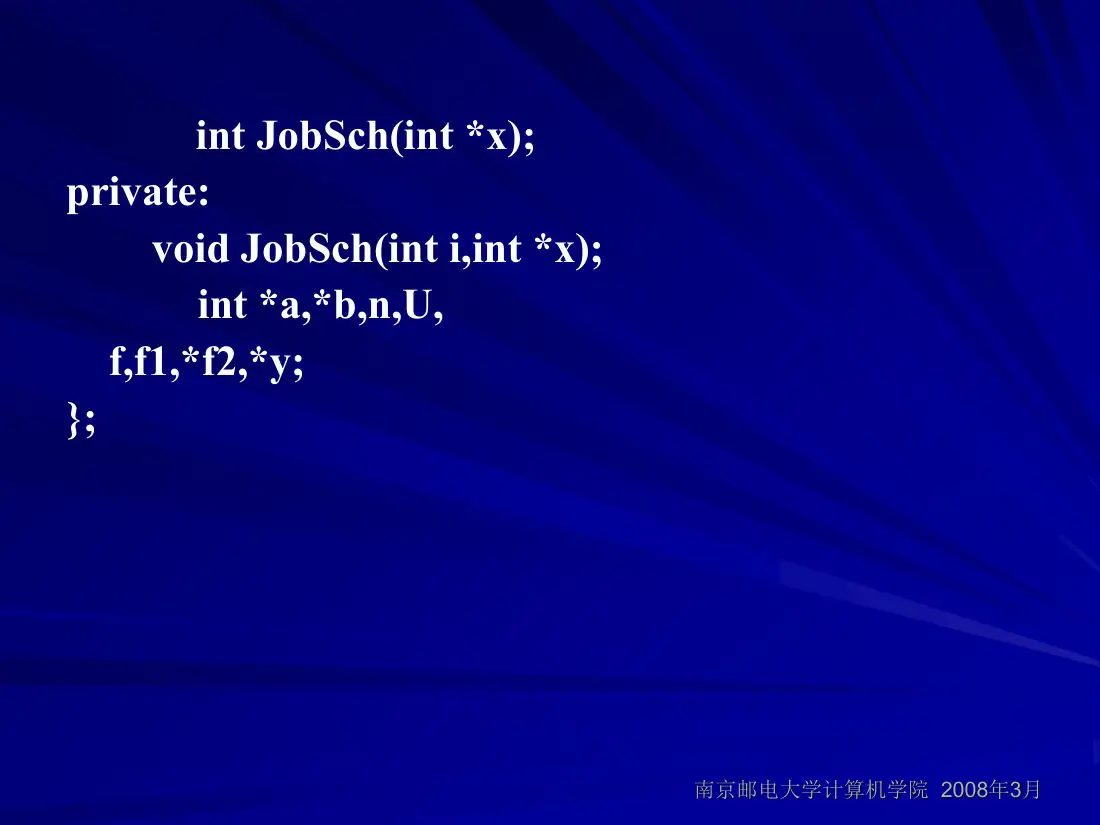 int JobSch(int *x);
private:
void JobSch(int i,int *x);
int *a,*b,n,U,
f,f1,*f2,*y;
};
南京邮电大学计算机学院 2008年3月